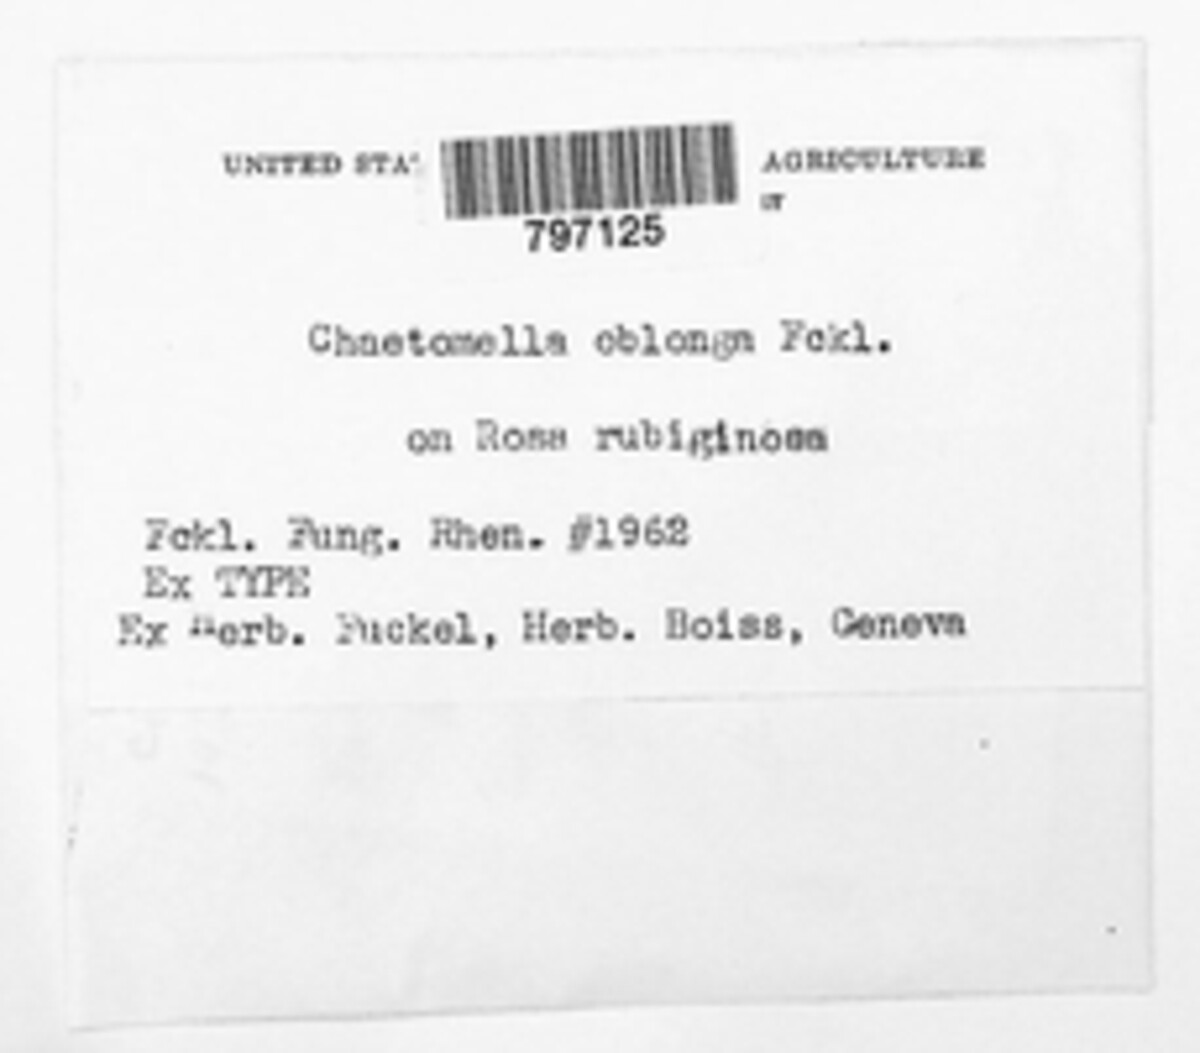 UNITED STA
AGRICULTURE
797125
Chaetomella oblonga Fckl.
on Rosa rubiginosa
Fckl. Fung. Rhen. #1962
Ex TYPE
Ex Herb. Fuckel, Herb. Boiss, Geneva